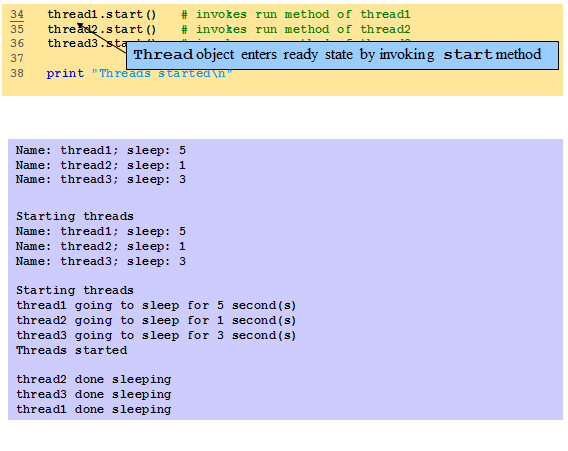 34 thread1.start() # invokes run method of thread1
35 thread2.start() # invokes run method of thread2
36 thread3.start()
Thread object enters ready state by invoking start method
37
38 print "Threads started\n"
Name: thread1; sleep: 5
Name: thread2; sleep: 1
Name: thread3; sleep: 3
Starting threads
Name: thread1; sleep: 5
Name: thread2; sleep: 1
Name: thread3; sleep: 3
Starting threads
thread1 going to sleep for 5 second(s)
thread2 going to sleep for 1 second(s)
thread3 going to sleep for 3 second(s)
Threads started
thread2 done sleeping
thread3 done sleeping
thread1 done sleeping